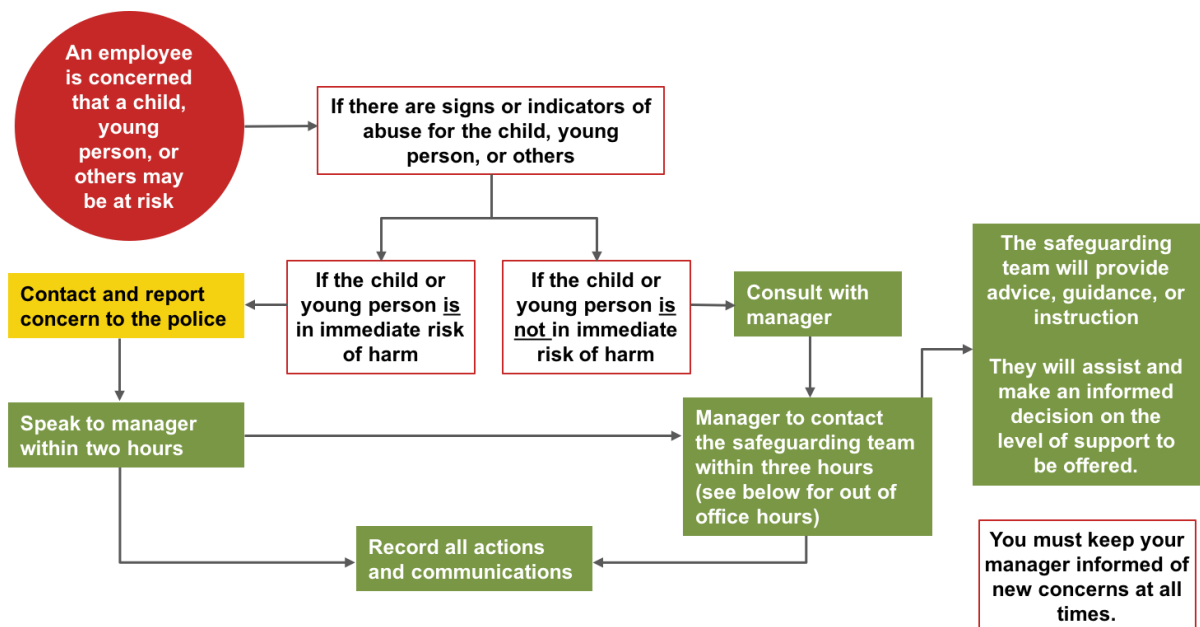 An employee
is concerned
that a child,
young
person, or
others may
be at risk
If there are signs or indicators of
abuse for the child, young
person, or others
If the child or
young person is
in immediate risk
of harm
If the child or
young person is
not in immediate
risk of harm
Contact and report
concern to the police
Consult with
manager
The safeguarding
team will provide
advice, guidance, or
instruction
They will assist and
make an informed
decision on the
level of support to
be offered.
Speak to manager
within two hours
Manager to contact
the safeguarding team
within three hours
(see below for out of
office hours)
Record all actions
and communications
You must keep your
manager informed of
new concerns at all
times.